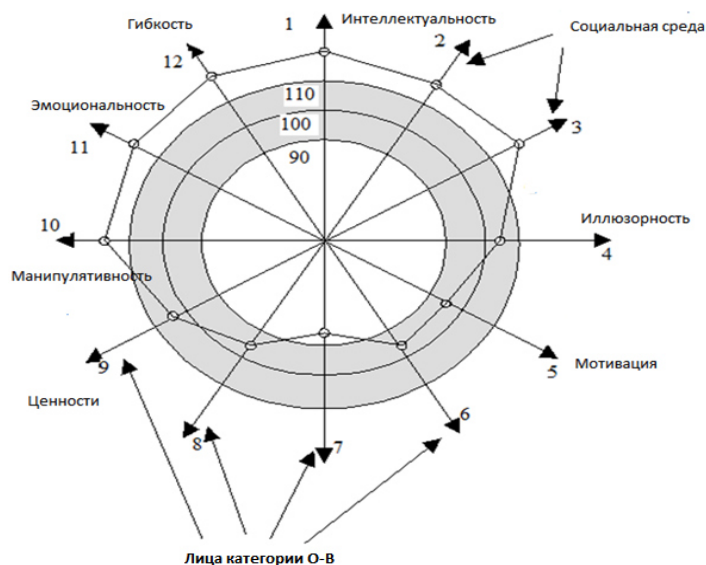 Гибкость
1
Интеллектуальность
Социальная среда
2
12
110
Эмоциональность
100
3
11
90
10
Иллюзорность
4
Манипулятивность
9
5
Мотивация
Ценности
6
8
7
Лица категории О-В